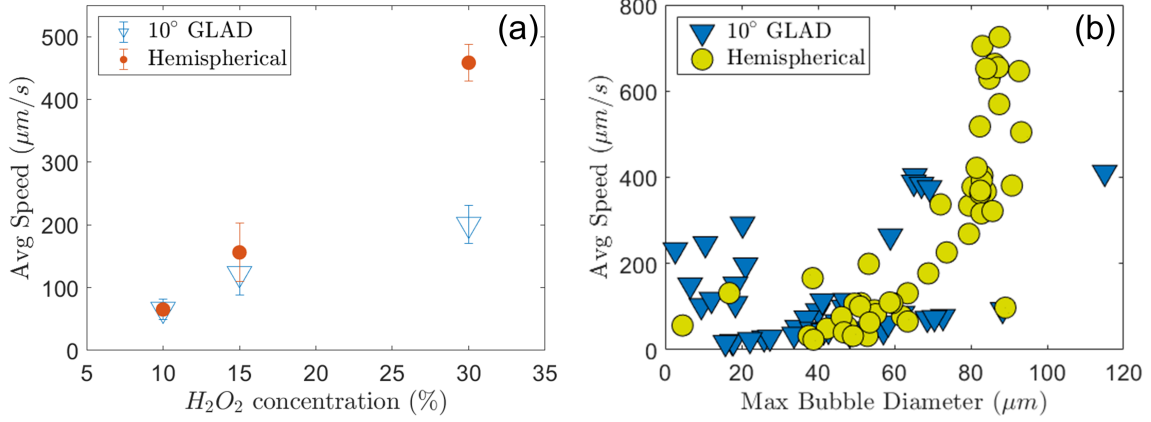 (a)
10° GLAD
Hemispherical
Avg Speed (μm/s)
500
400
300
200
100
0
5 10 15 20 25 30 35
H₂O₂ concentration (%)
(b)
10° GLAD
Hemispherical
Avg Speed (μm/s)
800
600
400
200
0
0 20 40 60 80 100 120
Max Bubble Diameter (μm)